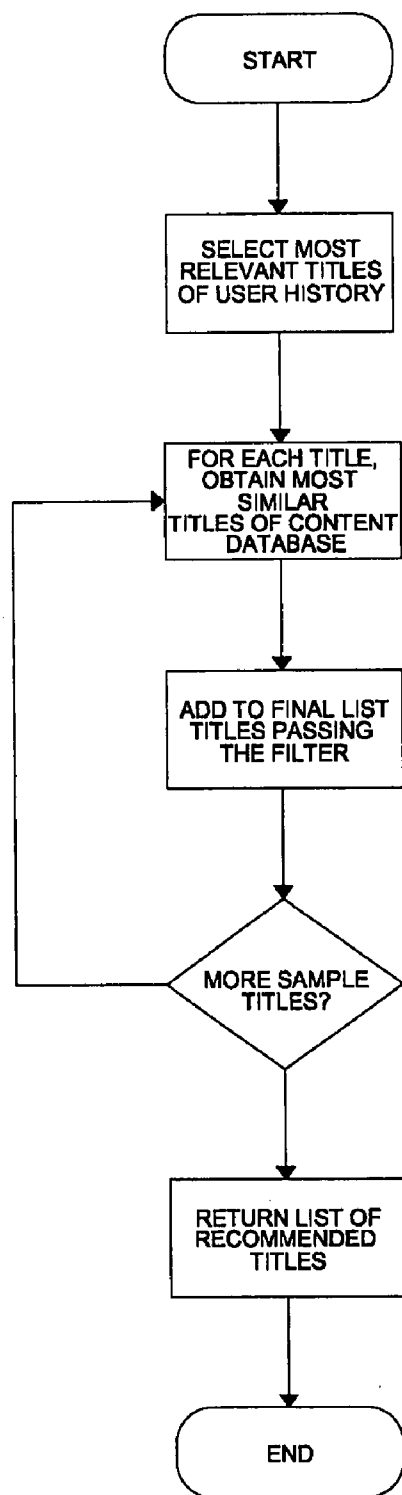 START
SELECT MOST
RELEVANT TITLES
OF USER HISTORY
FOR EACH TITLE,
OBTAIN MOST
SIMILAR
TITLES OF CONTENT
DATABASE
ADD TO FINAL LIST
TITLES PASSING
THE FILTER
MORE SAMPLE
TITLES?
RETURN LIST OF
RECOMMENDED
TITLES
END